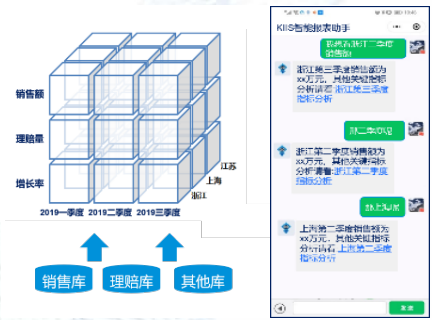 销售额
理赔量
增长率
江苏
上海
浙江
2019一季度 2019二季度 2019三季度
销售库
理赔库
其他库
KIIS智能报表助手
浙江第三季度销售额为
xx万元，其他关键指标
分析请看 浙江第三季度
指标分析
浙江第二季度销售额为
xx万元，其他关键指标
分析请看:浙江第二季度
指标分析
上海第二季度销售额为
xx万元，其他关键指标
分析请看 上海第二季度
指标分析
发送